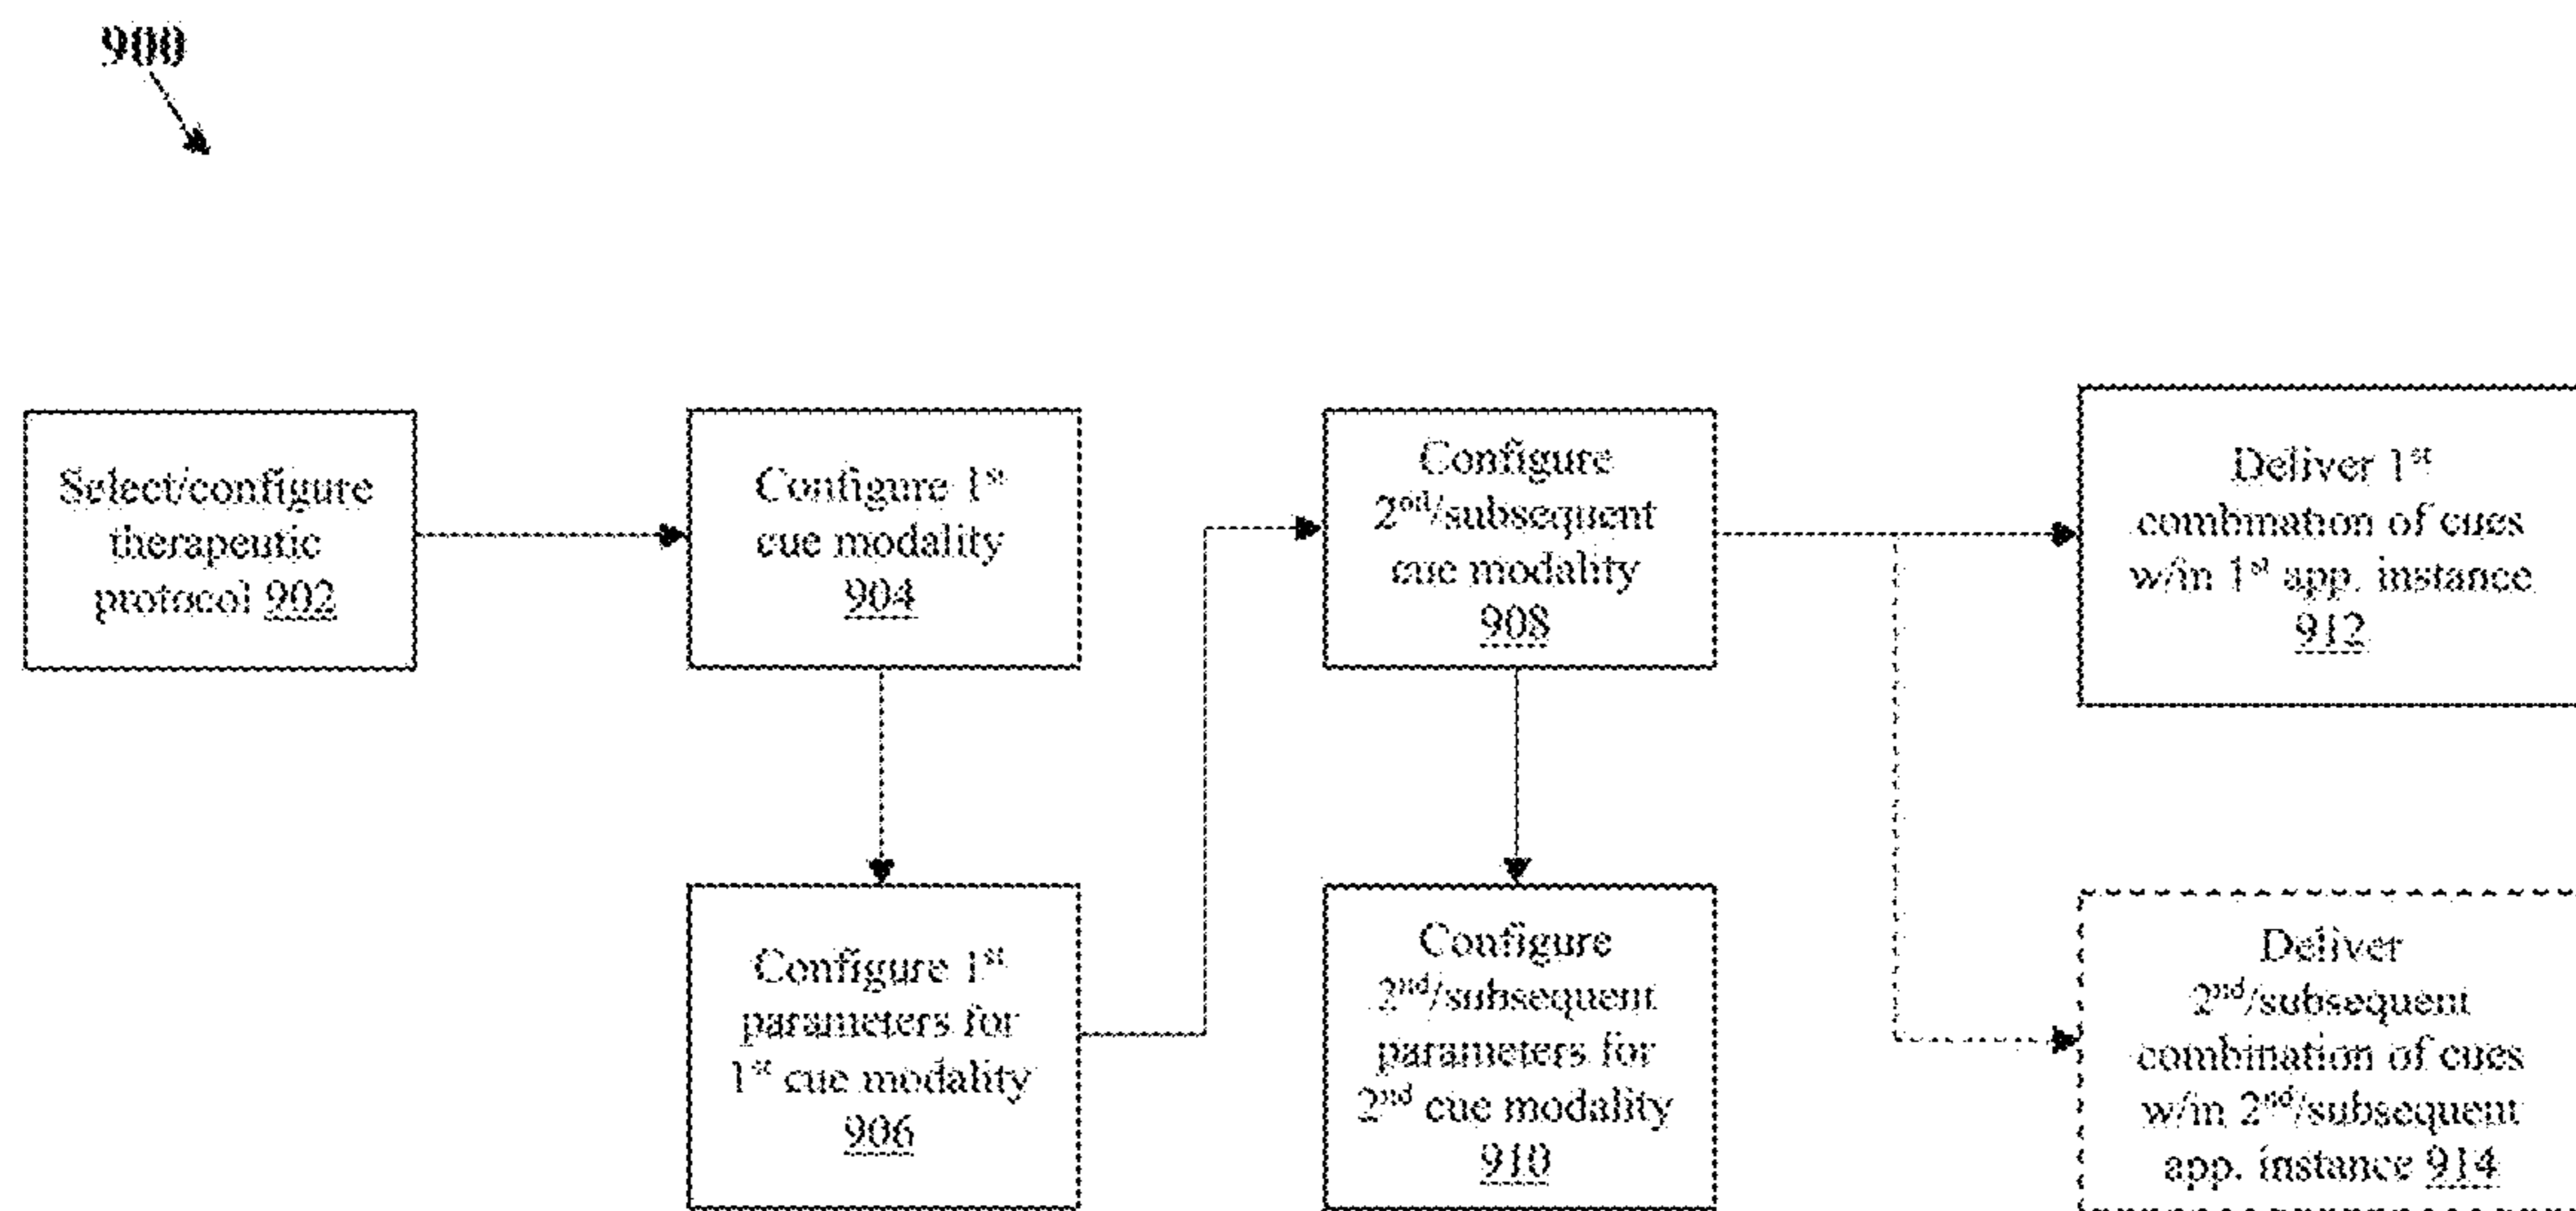 900
Select/configure
therapeutic
protocol 902
Configure 1st
cue modality
904
Configure 1st
parameters for
1st cue modality
906
Configure
2nd/subsequent
cue modality
908
Configure
2nd/subsequent
parameters for
2nd cue modality
910
Deliver 1st
combination of cues
w/in 1st app. instance
912
Deliver
2nd/subsequent
combination of cues
w/in 2nd/subsequent
app. instance 914